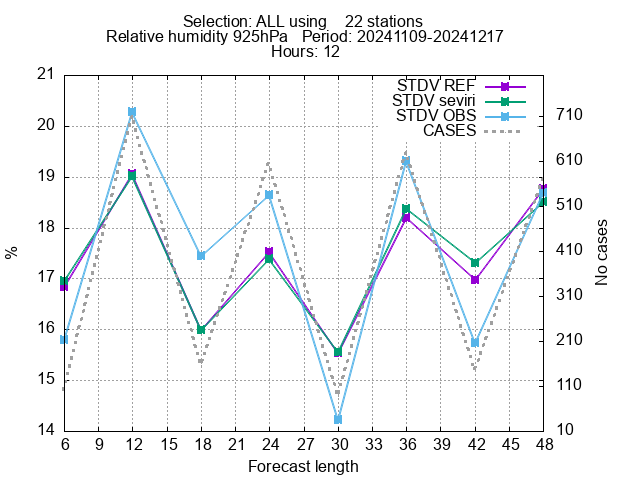 Selection: ALL using    22 stations
Relative humidity 925hPa   Period: 20241109-20241217
Hours: 12
STDV REF
STDV seviri
STDV OBS
CASES
21
20
19
18
17
16
15
14
710
610
510
410
310
210
110
10
%
No cases
6 9 12 15 18 21 24 27 30 33 36 39 42 45 48
Forecast length